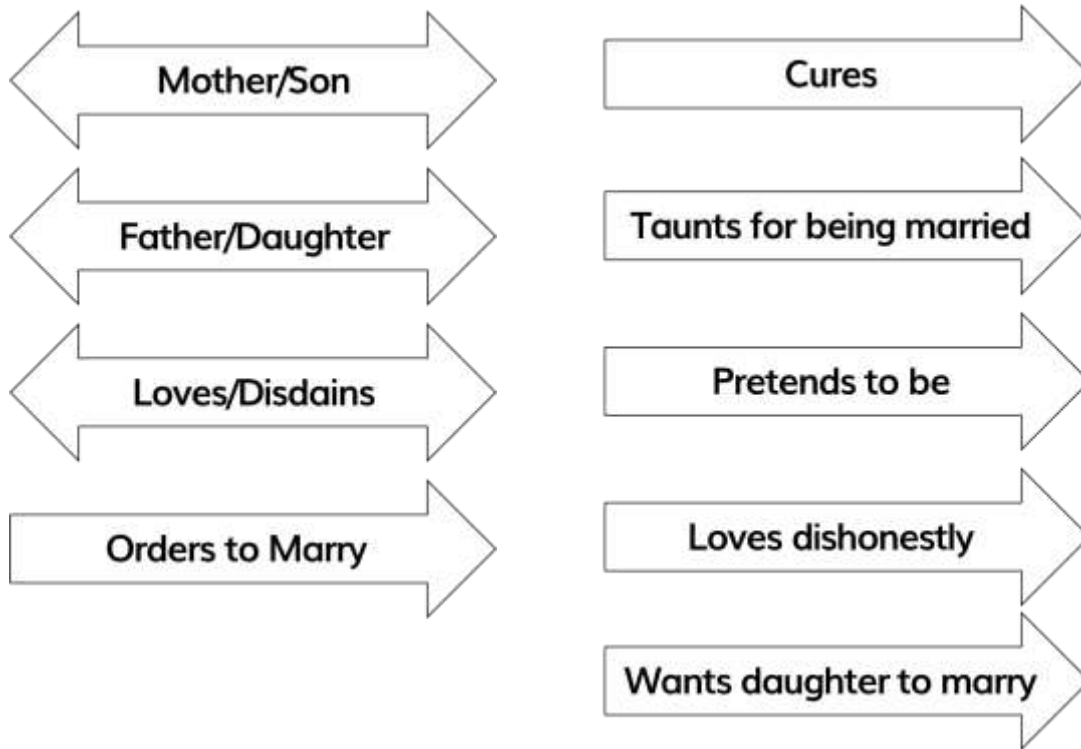 Mother/Son
Father/Daughter
Loves/Disdains
Orders to Marry
Cures
Taunts for being married
Pretends to be
Loves dishonestly
Wants daughter to marry